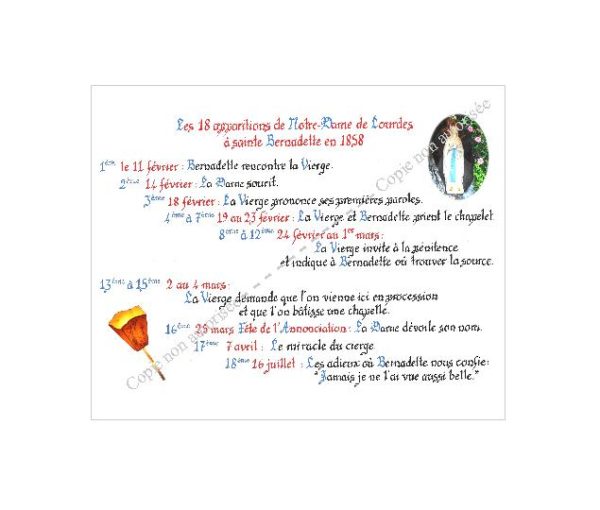 Les 18 apparitions de Notre-Dame de Lourdes
à sainte Bernadette en 1858
1ère le 11 février : Bernadette rencontre la Vierge.
2ème 14 février : La Dame sourit.
3ème 18 février : La Vierge prononce ses premières paroles.
4ème à 7ème 19 au 23 février : La Vierge et Bernadette prient le chapelet.
8ème à 12ème 24 février au 1er mars :
La Vierge invite à la pénitence
et indique à Bernadette où trouver la source.
13ème à 15ème 2 au 4 mars :
La Vierge demande que l'on vienne ici en procession
et que l'on bâtisse une chapelle.
16ème 25 mars Fête de l'Annonciation : La Dame dévoile son nom.
17ème 7 avril : Le miracle du cierge.
18ème 16 juillet : Les adieux où Bernadette nous confie :
"Jamais je ne l'ai vue aussi belle."
Copie non autorisée
Copie non autorisée